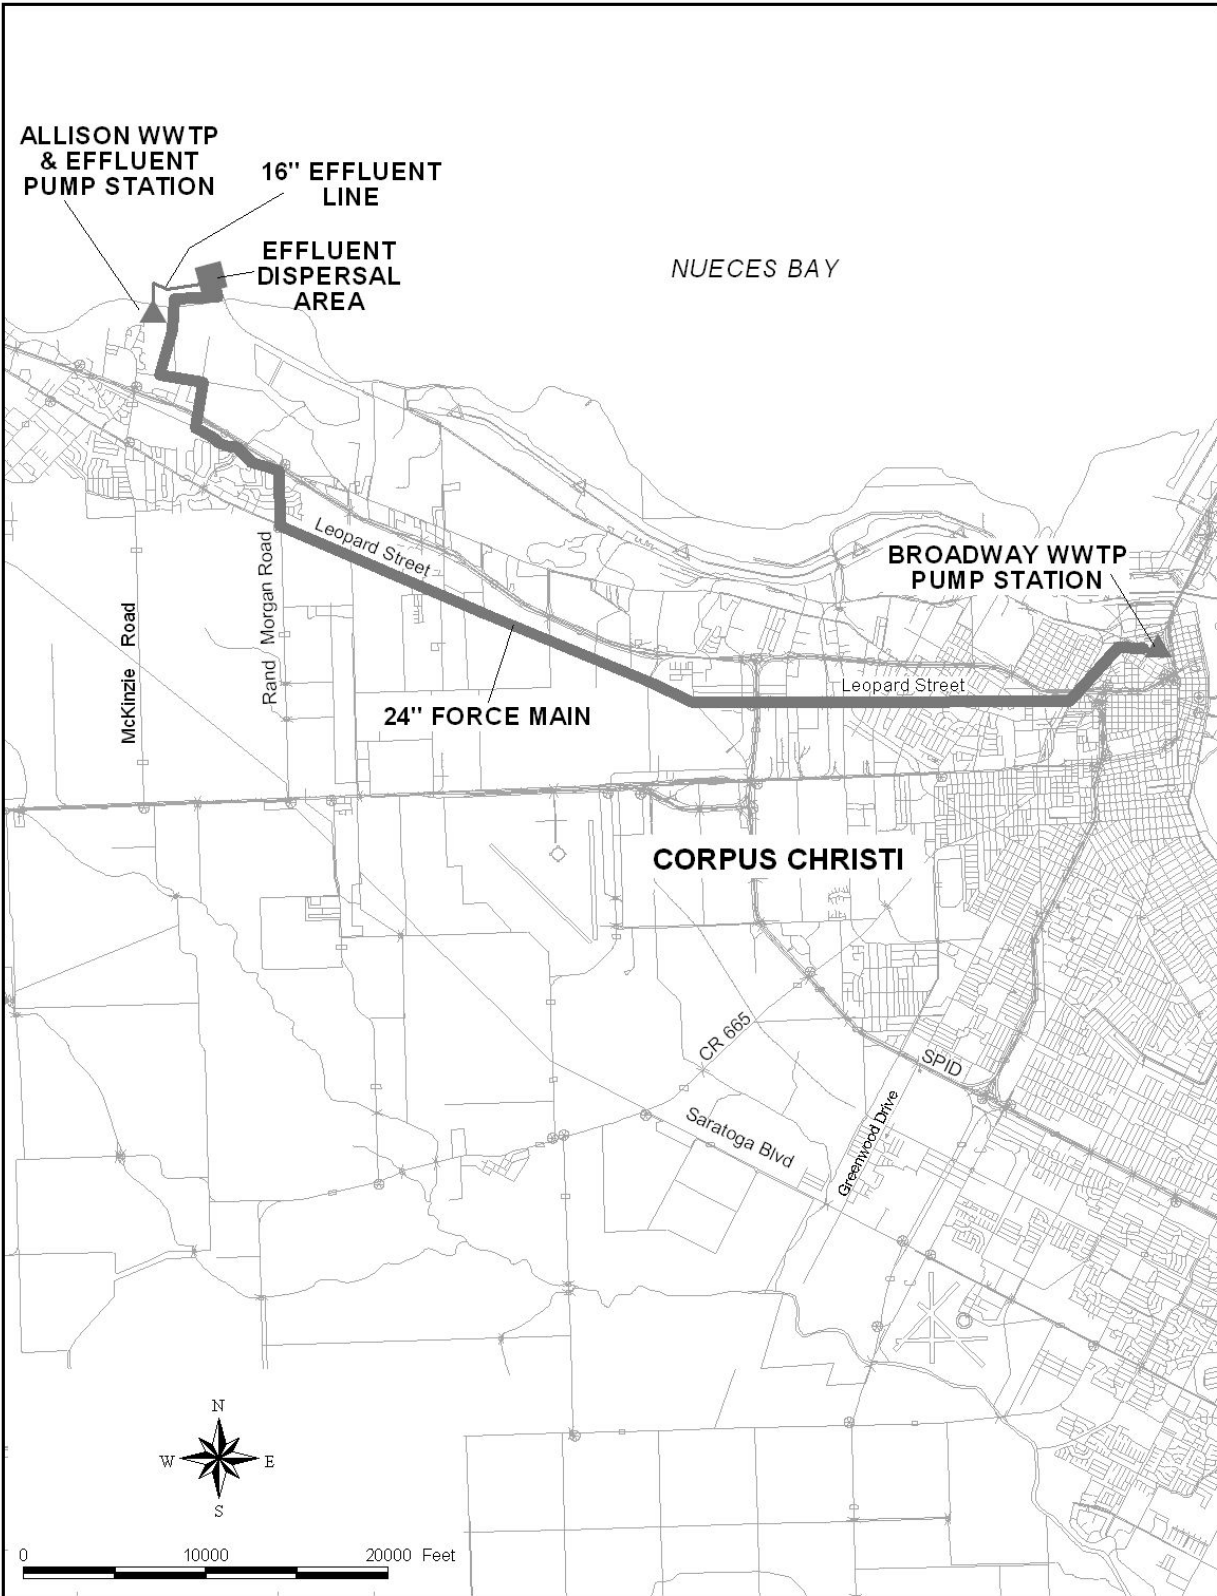 ALLISON WWTP
& EFFLUENT
PUMP STATION
16" EFFLUENT
LINE
EFFLUENT
DISPERSAL
AREA
NUECES BAY
BROADWAY WWTP
PUMP STATION
Leopard Street
Rand Morgan Road
McKinzie Road
Leopard Street
24" FORCE MAIN
CORPUS CHRISTI
CR 665
SPID
Saratoga Blvd
Greenwood Drive
N
W E
S
0 10000 20000 Feet